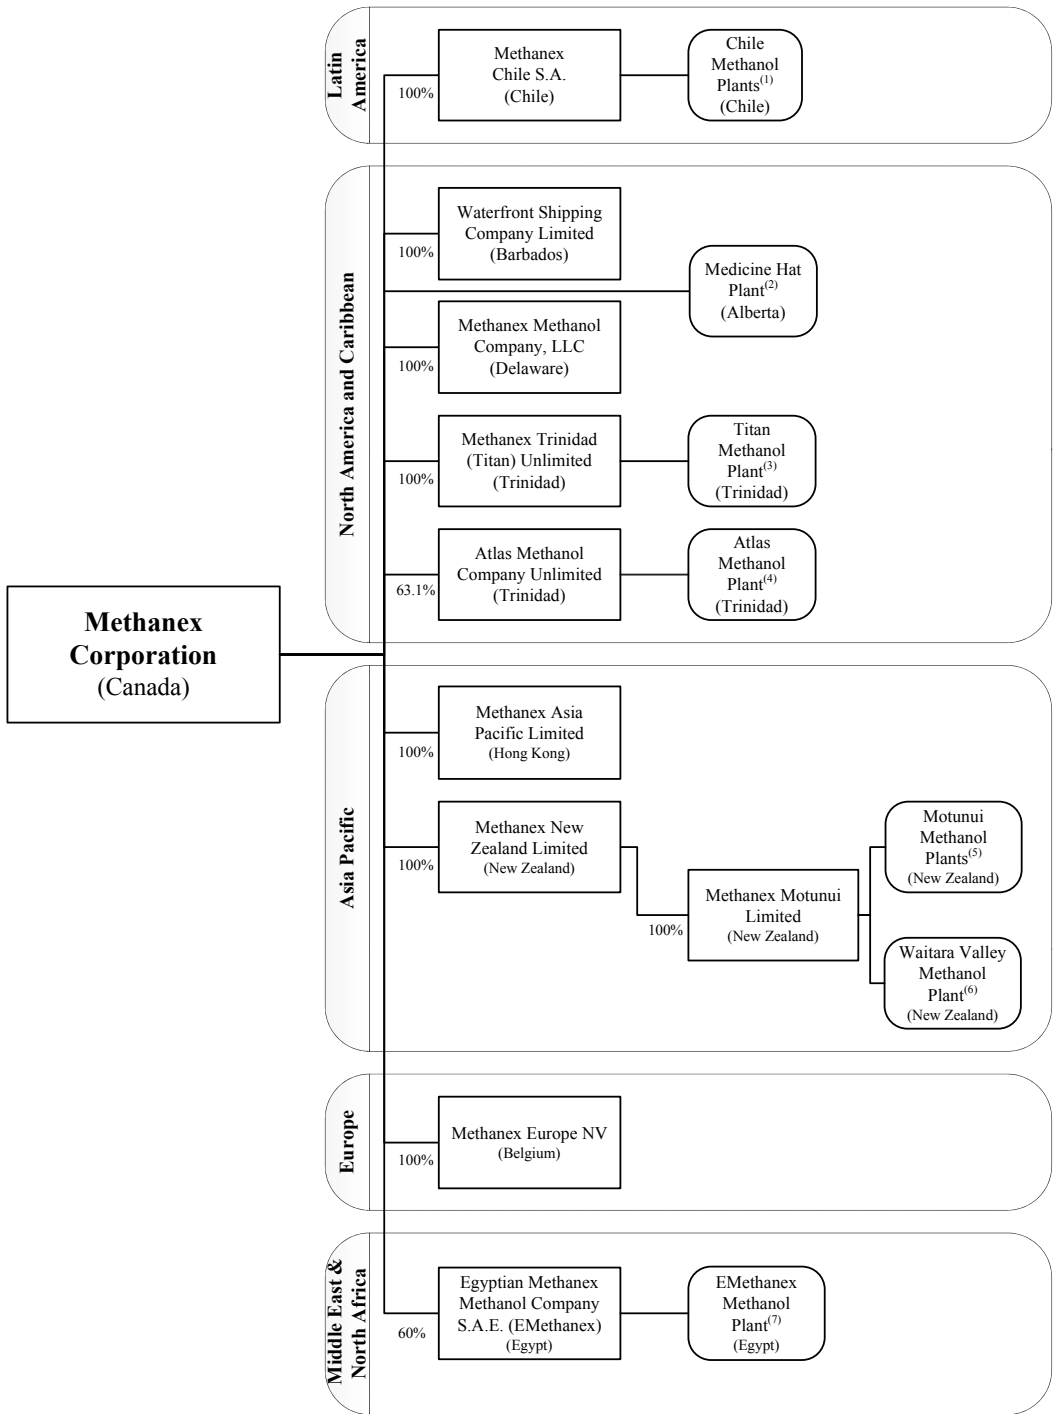 Latin
America
Methanex
Chile S.A.
(Chile)
100%
Chile
Methanol
Plants(1)
(Chile)
North America and Caribbean
Waterfront Shipping
Company Limited
(Barbados)
100%
Medicine Hat
Plant(2)
(Alberta)
Methanex Methanol
Company, LLC
(Delaware)
100%
Methanex Trinidad
(Titan) Unlimited
(Trinidad)
100%
Titan
Methanol
Plant(3)
(Trinidad)
Atlas Methanol
Company Unlimited
(Trinidad)
63.1%
Atlas
Methanol
Plant(4)
(Trinidad)
Methanex
Corporation
(Canada)
Asia Pacific
Methanex Asia
Pacific Limited
(Hong Kong)
100%
Methanex New
Zealand Limited
(New Zealand)
100%
Methanex Motunui
Limited
(New Zealand)
100%
Motunui
Methanol
Plants(5)
(New Zealand)
Waitara Valley
Methanol
Plant(6)
(New Zealand)
Europe
Methanex Europe NV
(Belgium)
100%
Middle East &
North Africa
Egyptian Methanex
Methanol Company
S.A.E. (EMethanex)
(Egypt)
60%
EMethanex
Methanol
Plant(7)
(Egypt)